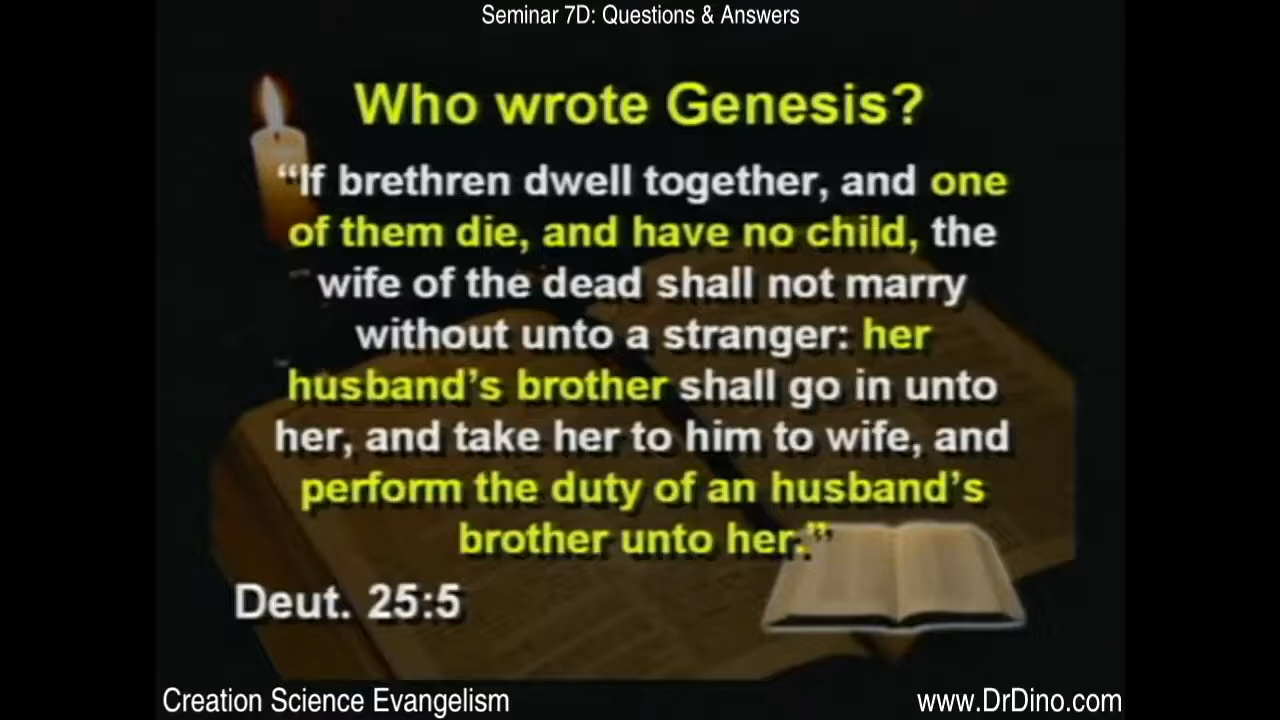 Seminar 7D: Questions & Answers
Who wrote Genesis?
“If brethren dwell together, and one
of them die, and have no child, the
wife of the dead shall not marry
without unto a stranger: her
husband’s brother shall go in unto
her, and take her to him to wife, and
perform the duty of an husband’s
brother unto her.”
Deut. 25:5
Creation Science Evangelism
www.DrDino.com